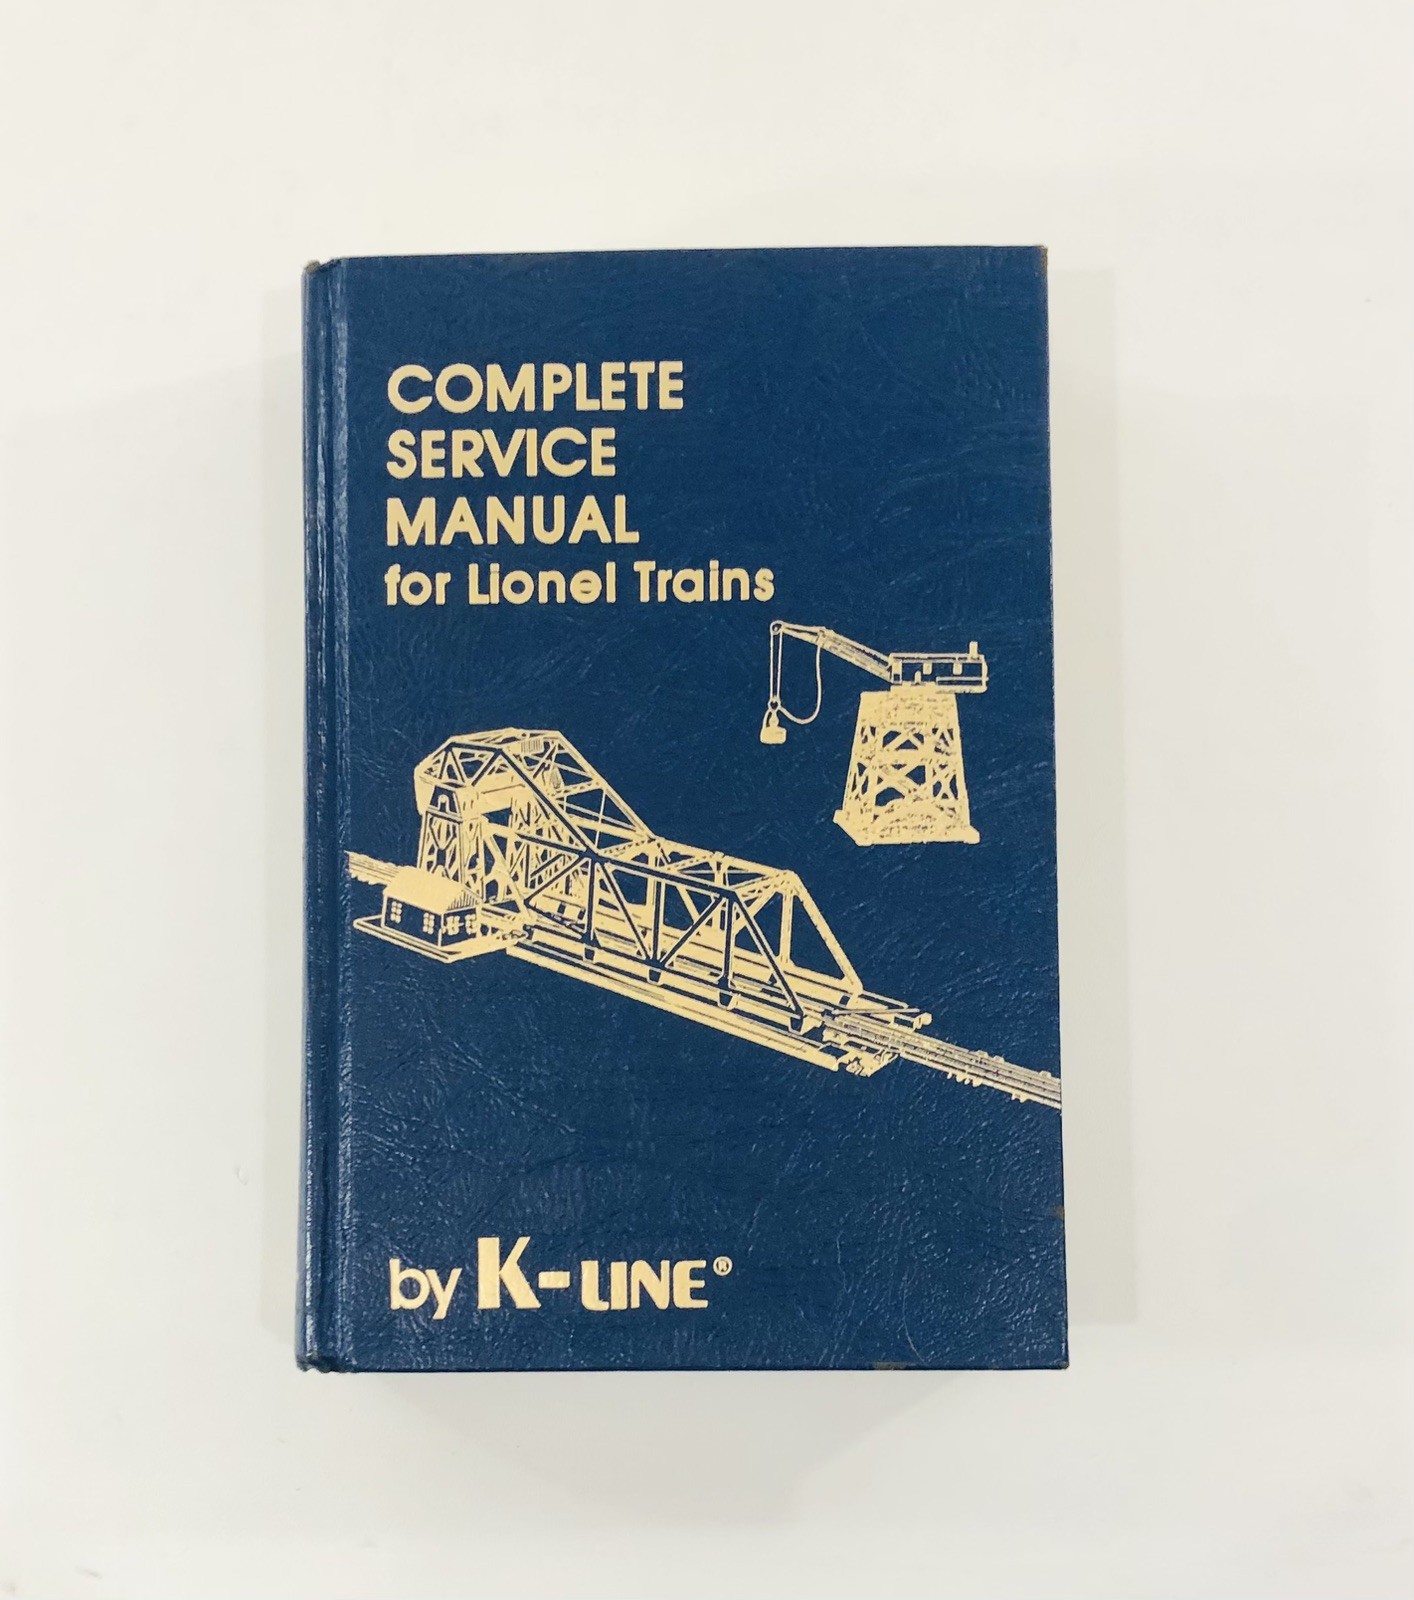 COMPLETE
SERVICE
MANUAL
for Lionel Trains
by K-LINE®